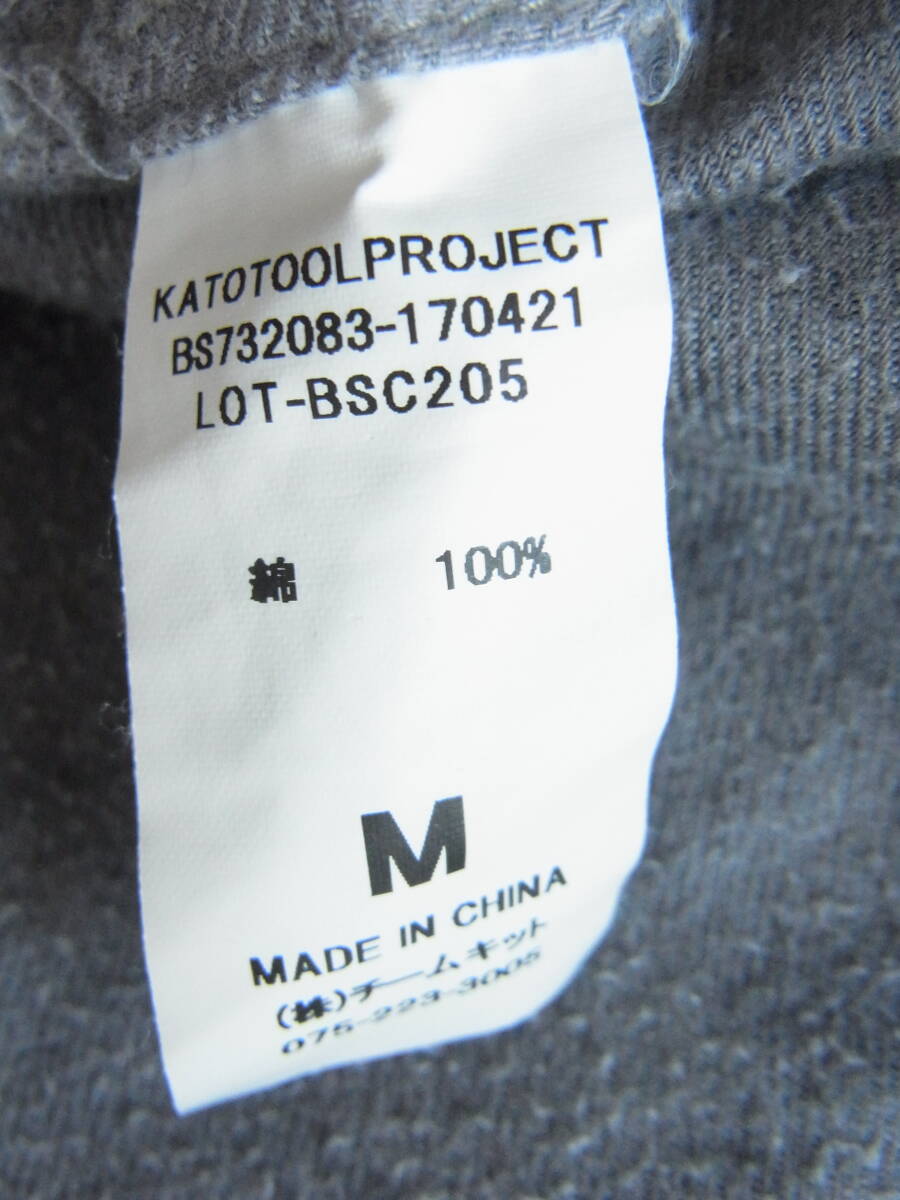 KATOTOOLPROJECT
BS732083-170421
LOT-BSC205
綿 100%
M
MADE IN CHINA
(株)チームキット
075-223-3005